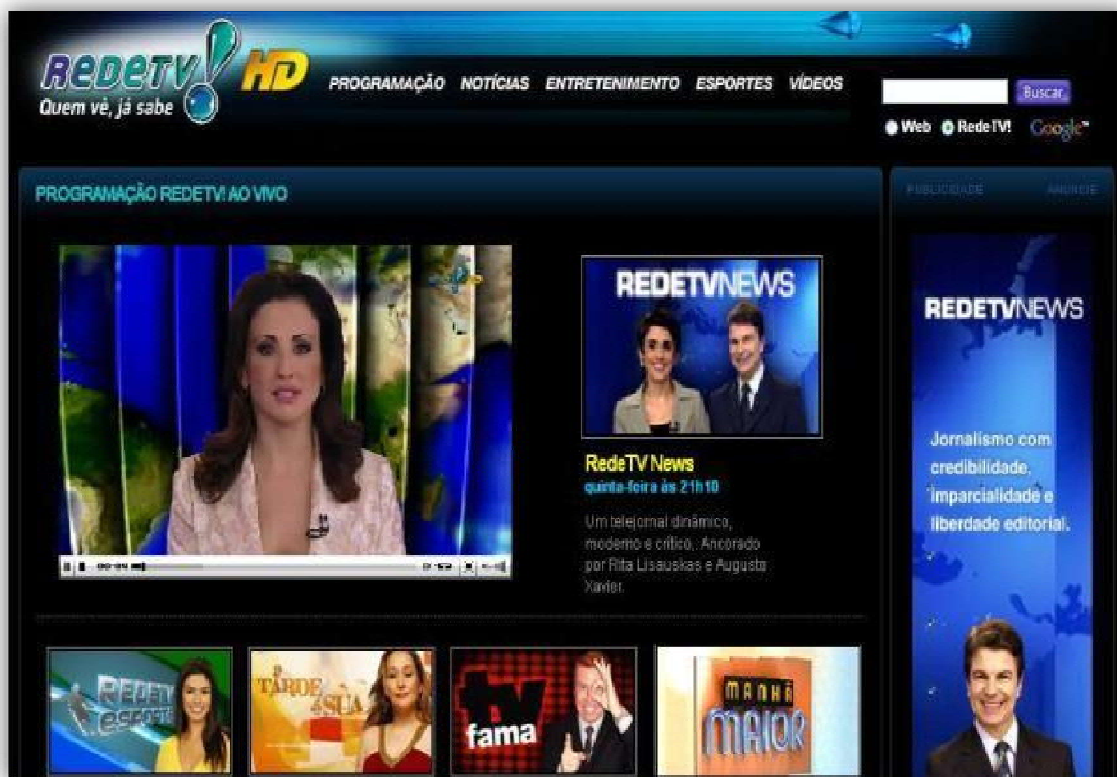 REDETV! HD
Quem vê, já sabe
PROGRAMAÇÃO NOTÍCIAS ENTRETENIMENTO ESPORTES VÍDEOS
Buscar
Web RedeTV! Google™
PROGRAMAÇÃO REDETV! AO VIVO
PUBLICIDADE ANUNCIE
REDETVNEWS
RedeTV News
quinta-feira às 21h10
Um telejornal dinâmico,
moderno e crítico. Ancorado
por Rita Lisauskas e Augusto
Xavier.
REDETVNEWS
Jornalismo com
credibilidade,
imparcialidade e
liberdade editorial.
REDETV
esporte
A
TARDE
é SUA
tv
fama
MANHÃ
MAIOR